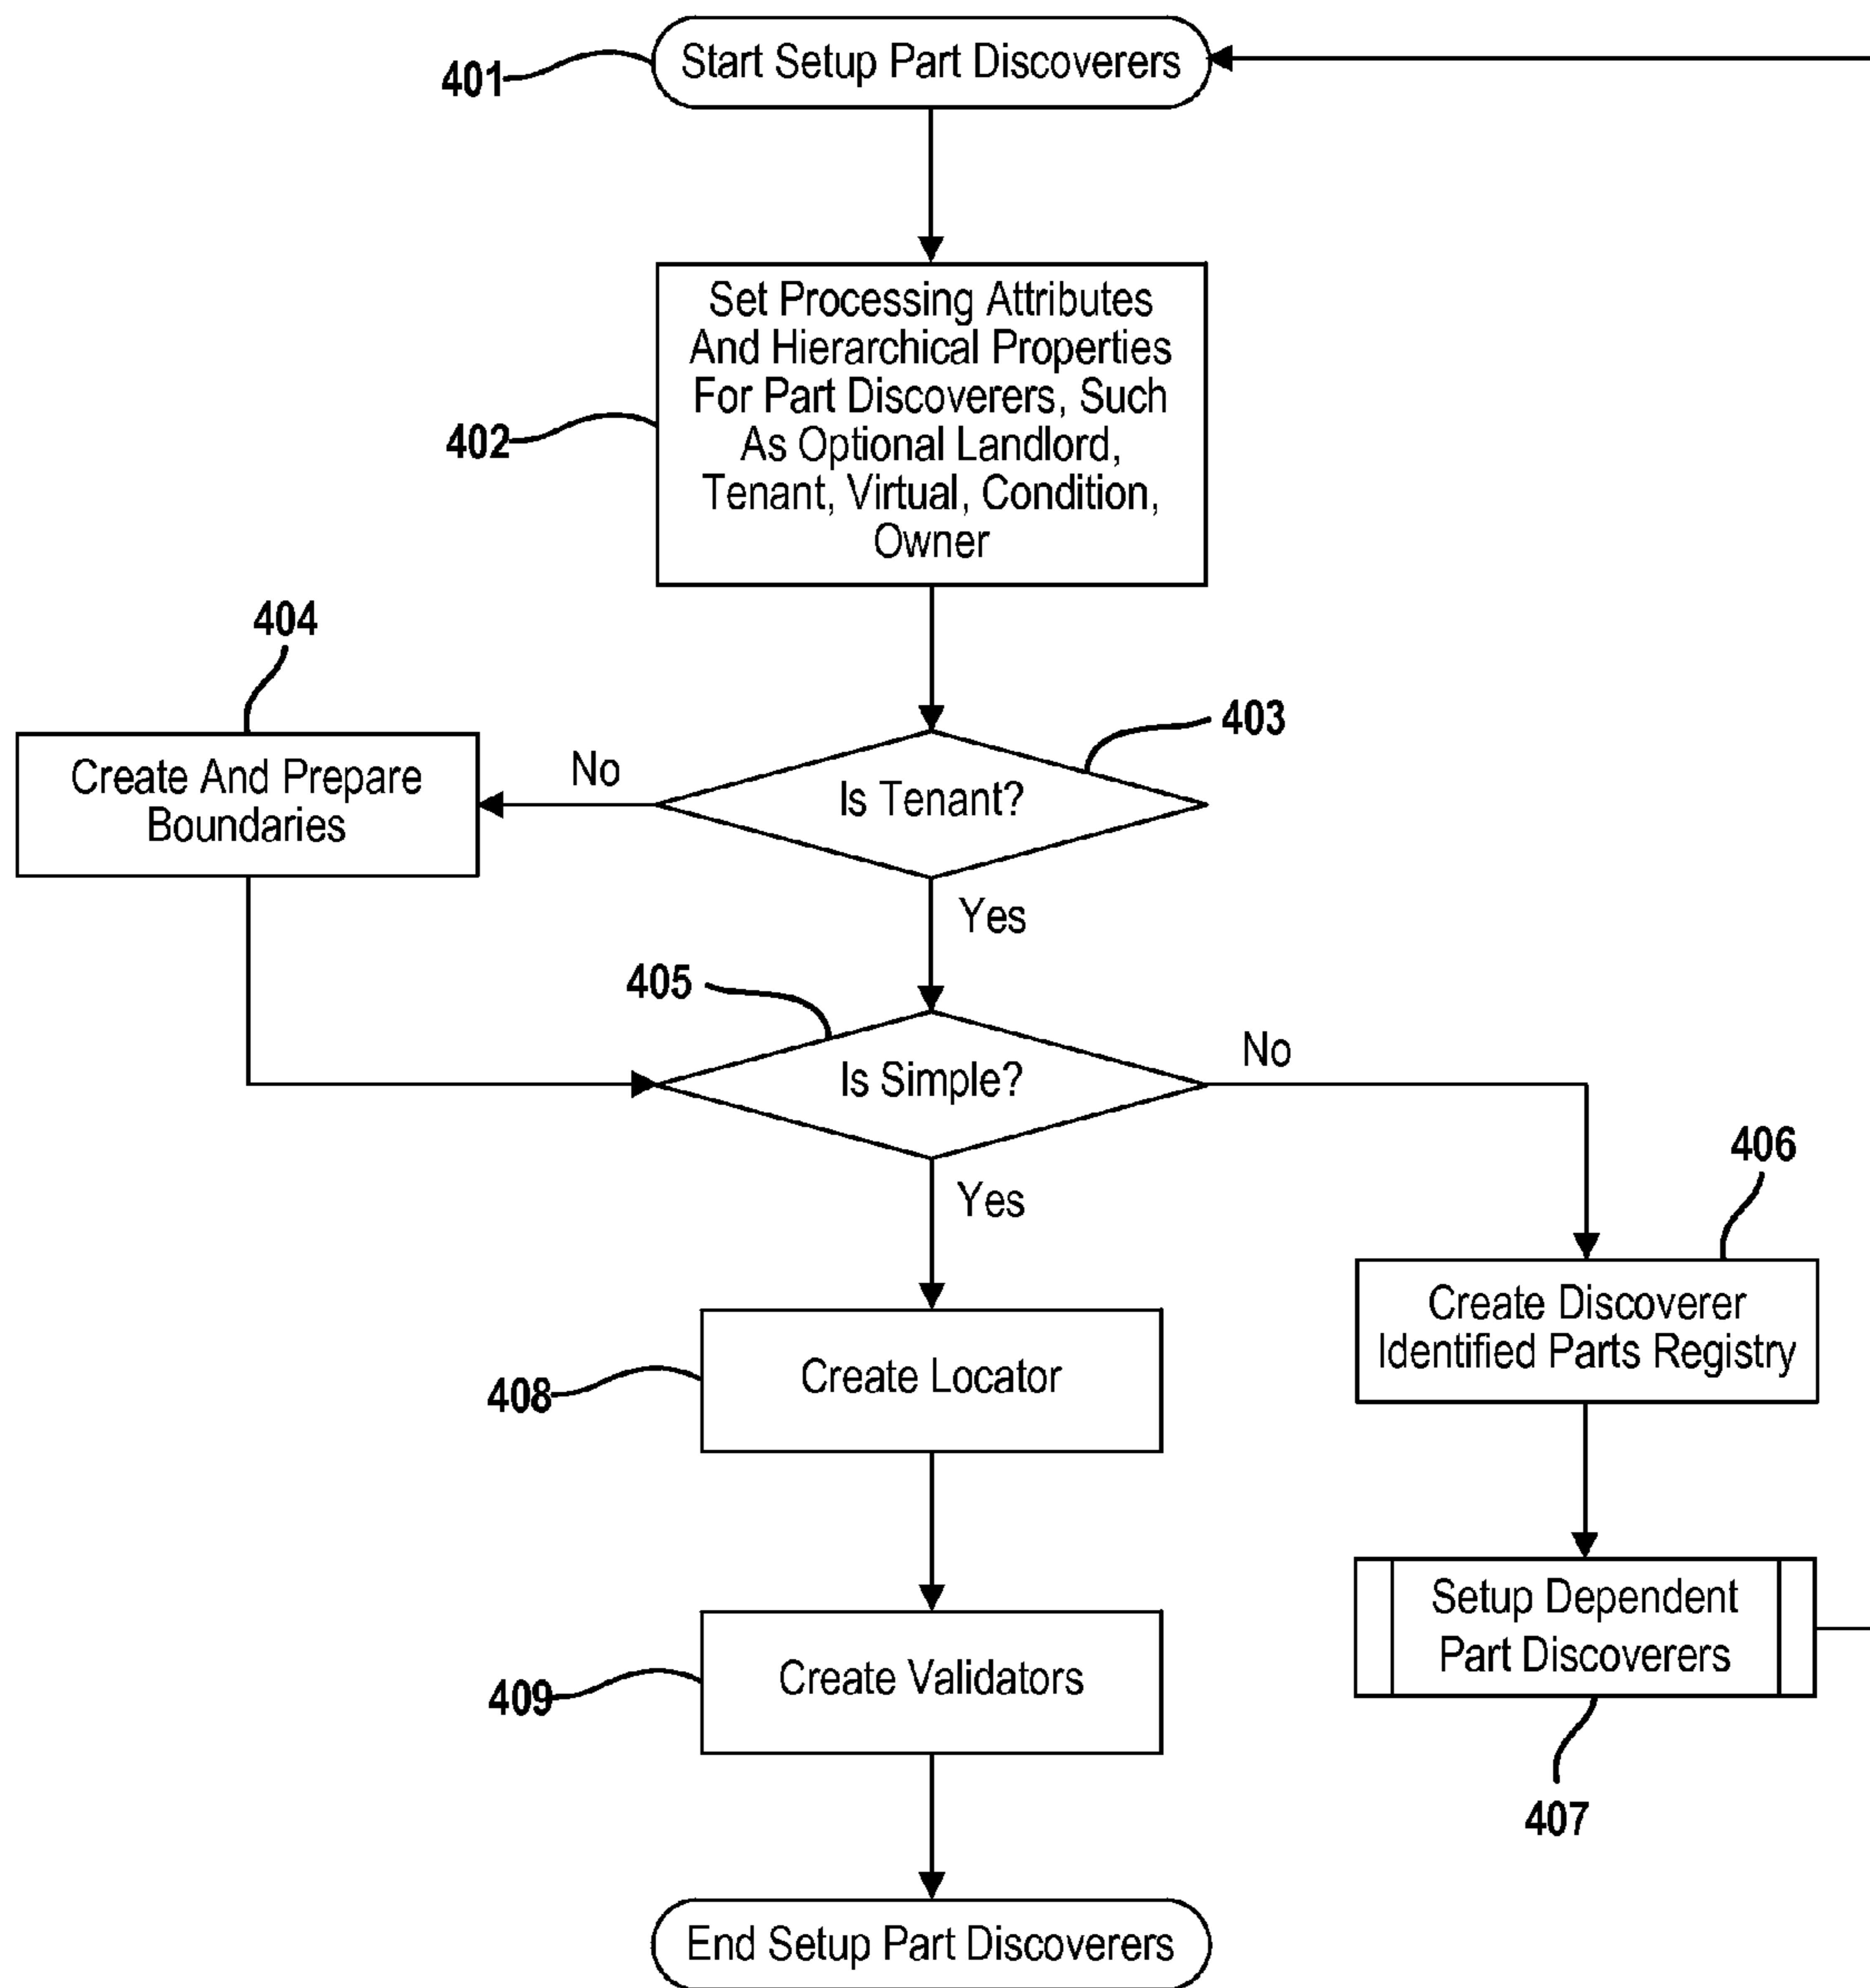 Start Setup Part Discoverers
401
Set Processing Attributes
And Hierarchical Properties
For Part Discoverers, Such
As Optional Landlord,
Tenant, Virtual, Condition,
Owner
402
404
403
Create And Prepare
Boundaries
No
Is Tenant?
Yes
405
Is Simple?
No
Yes
406
Create Discoverer
Identified Parts Registry
408
Create Locator
Setup Dependent
Part Discoverers
409
Create Validators
407
End Setup Part Discoverers